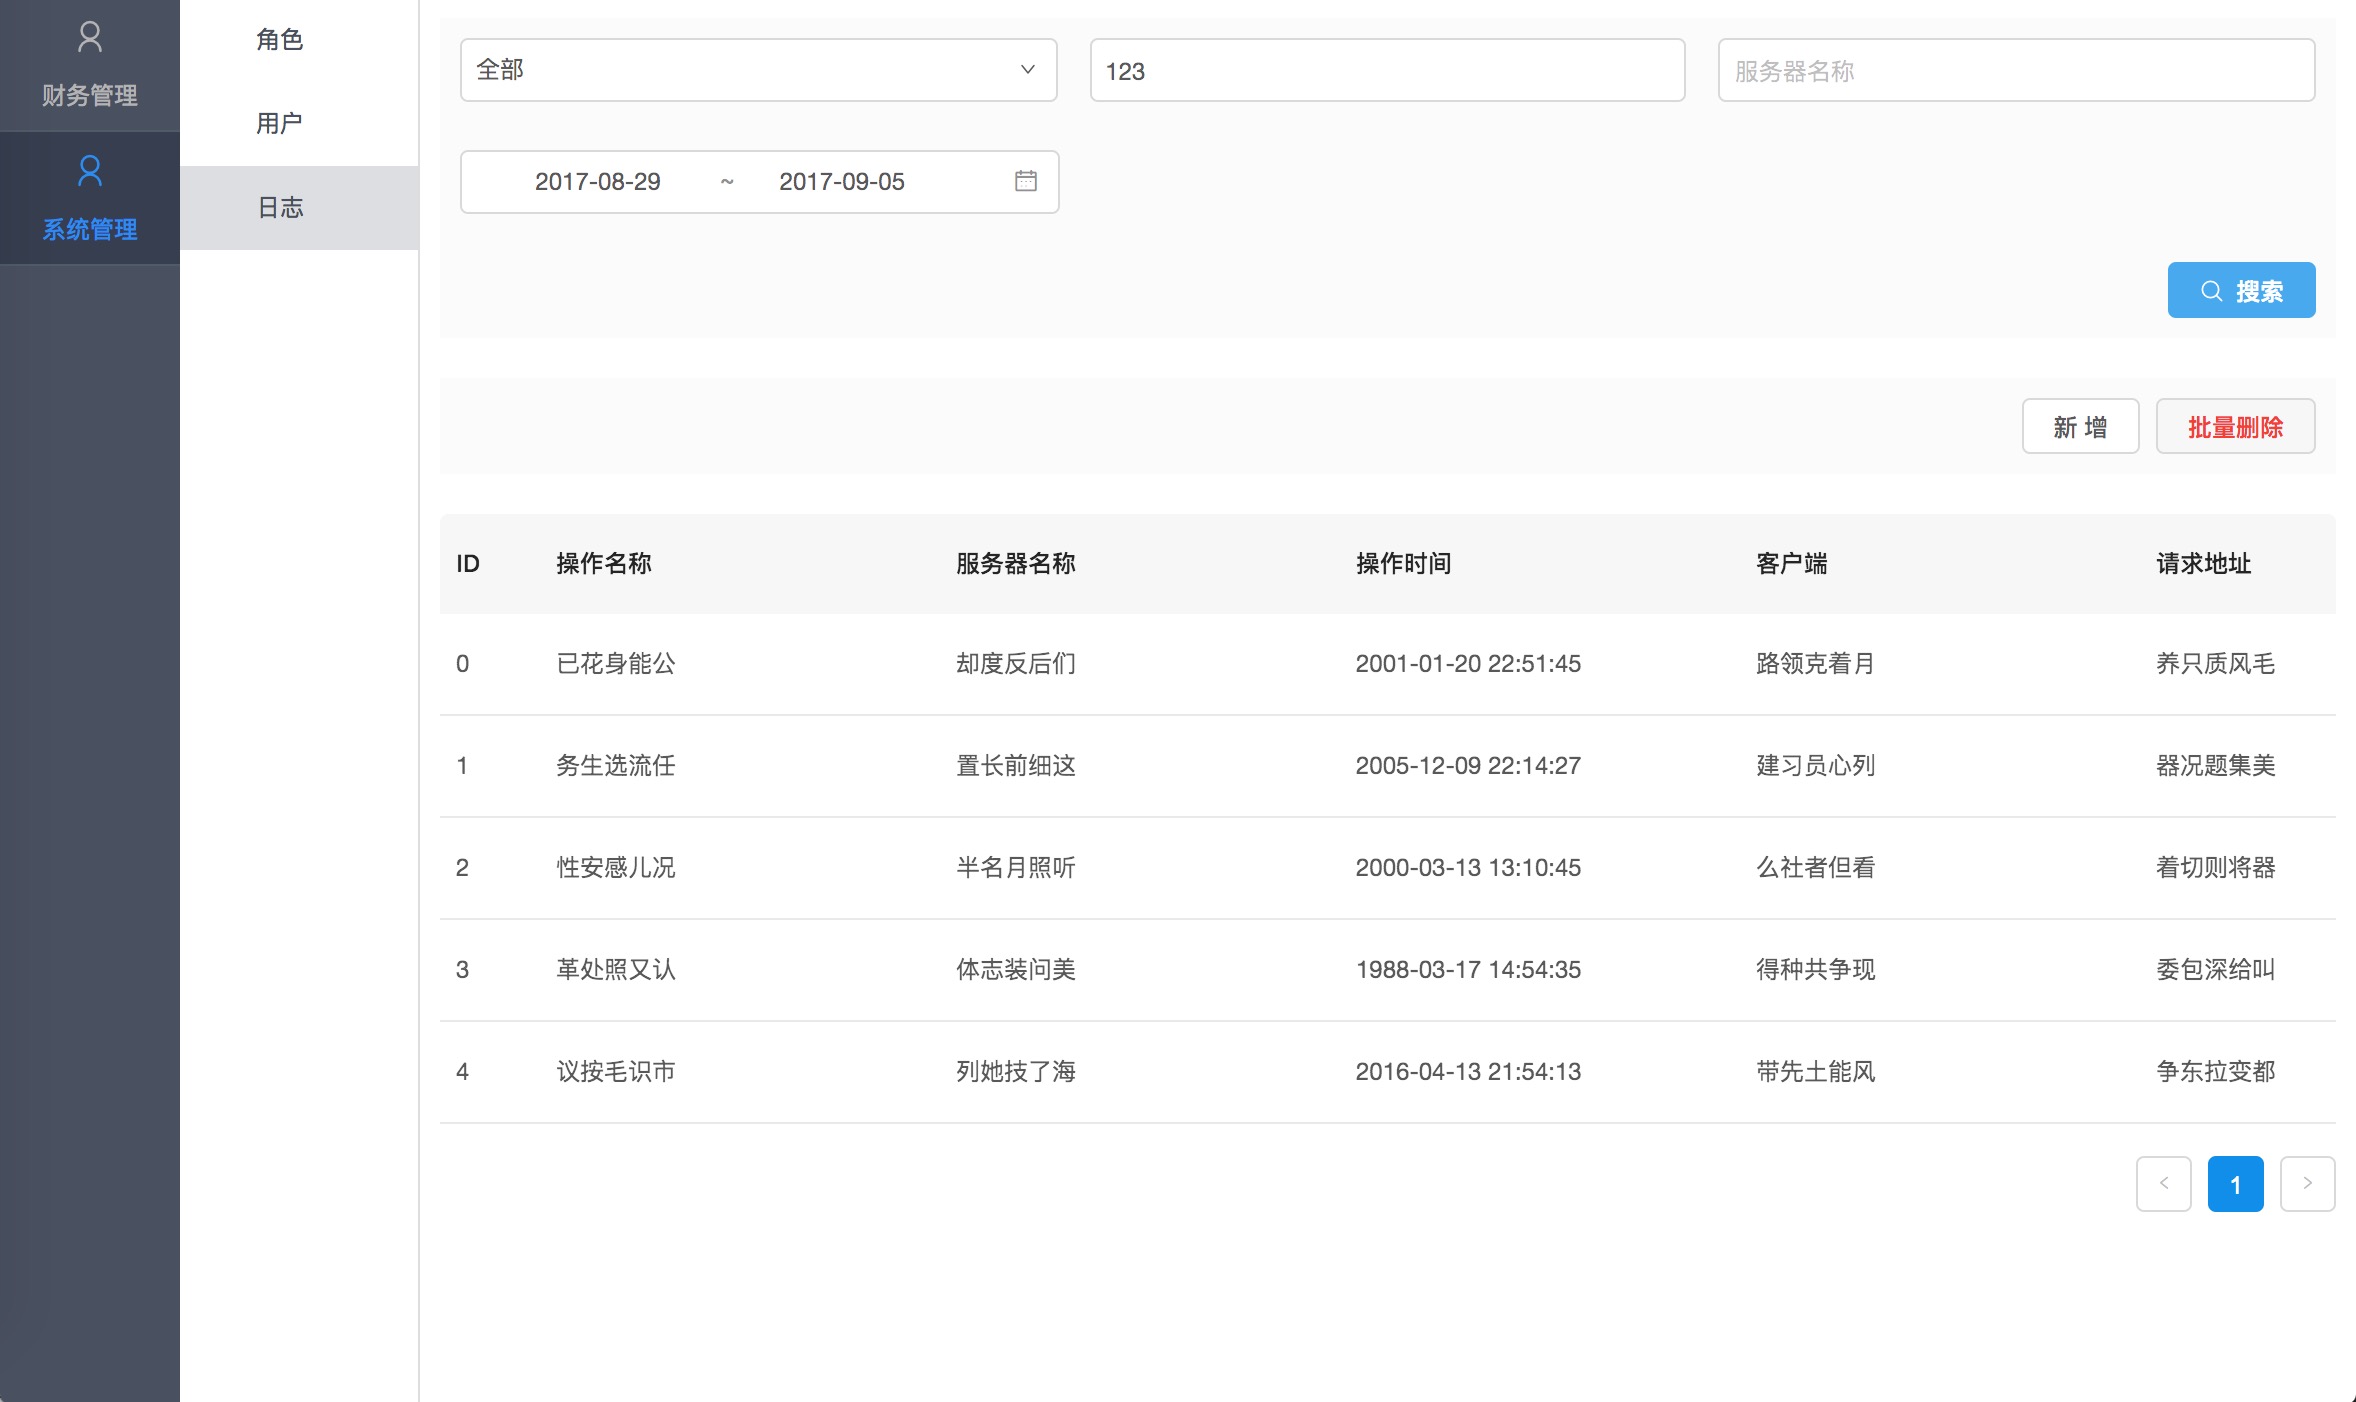 财务管理
系统管理
角色
用户
日志
全部
123
服务器名称
2017-08-29 ~ 2017-09-05
搜索
新 增
批量删除
ID 操作名称 服务器名称 操作时间 客户端 请求地址
0 已花身能公 却度反后们 2001-01-20 22:51:45 路领克着月 养只质风毛
1 务生选流任 置长前细这 2005-12-09 22:14:27 建习员心列 器况题集美
2 性安感儿况 半名月照听 2000-03-13 13:10:45 么社者但看 着切则将器
3 革处照又认 体志装问美 1988-03-17 14:54:35 得种共争现 委包深给叫
4 议按毛识市 列她技了海 2016-04-13 21:54:13 带先土能风 争东拉变都
< 1 >